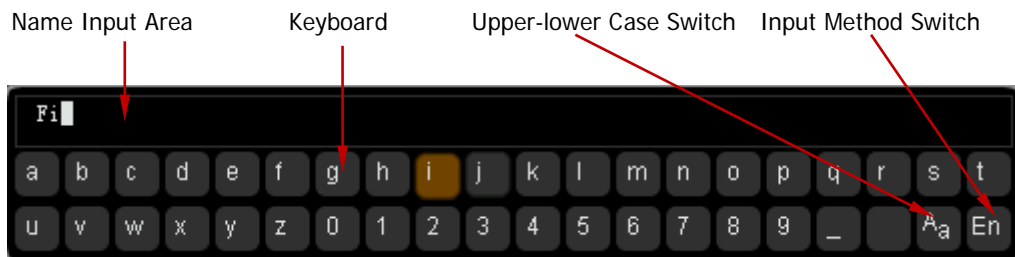 Name Input Area Keyboard Upper-lower Case Switch Input Method Switch
Fi
a b c d e f g h i j k l m n o p q r s t
u v w x y z 0 1 2 3 4 5 6 7 8 9 _ Aa En